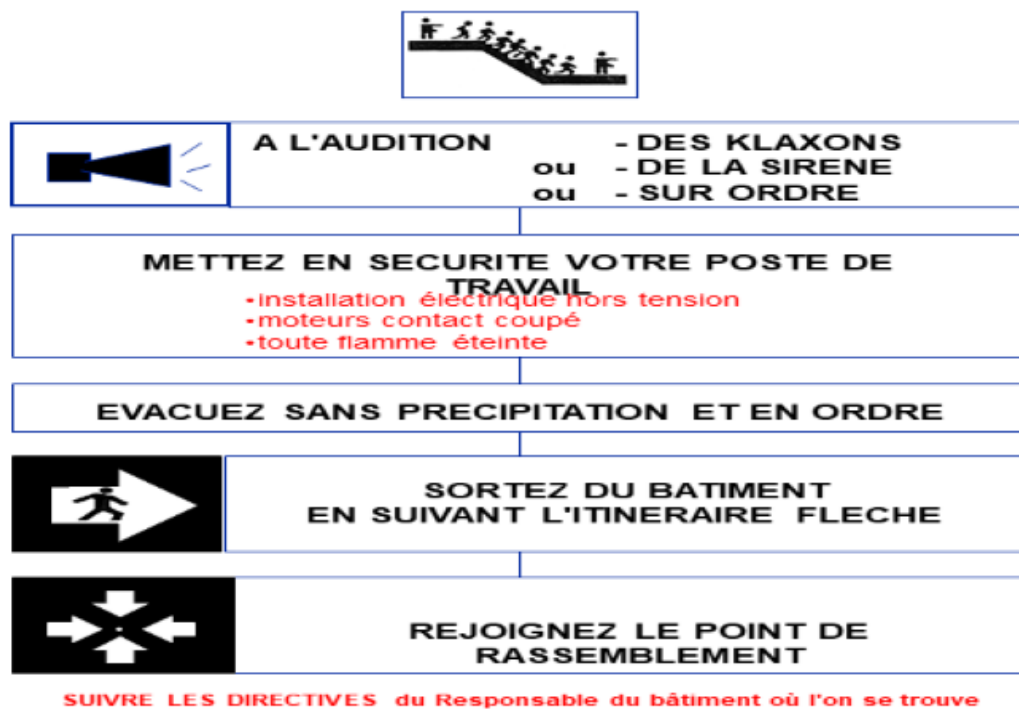 A L'AUDITION - DES KLAXONS
ou - DE LA SIRENE
ou - SUR ORDRE
METTEZ EN SECURITE VOTRE POSTE DE
TRAVAIL
•installation électrique hors tension
•moteurs contact coupé
•toute flamme éteinte
EVACUEZ SANS PRECIPITATION ET EN ORDRE
SORTEZ DU BATIMENT
EN SUIVANT L'ITINERAIRE FLECHE
REJOIGNEZ LE POINT DE
RASSEMBLEMENT
SUIVRE LES DIRECTIVES du Responsable du bâtiment où l'on se trouve